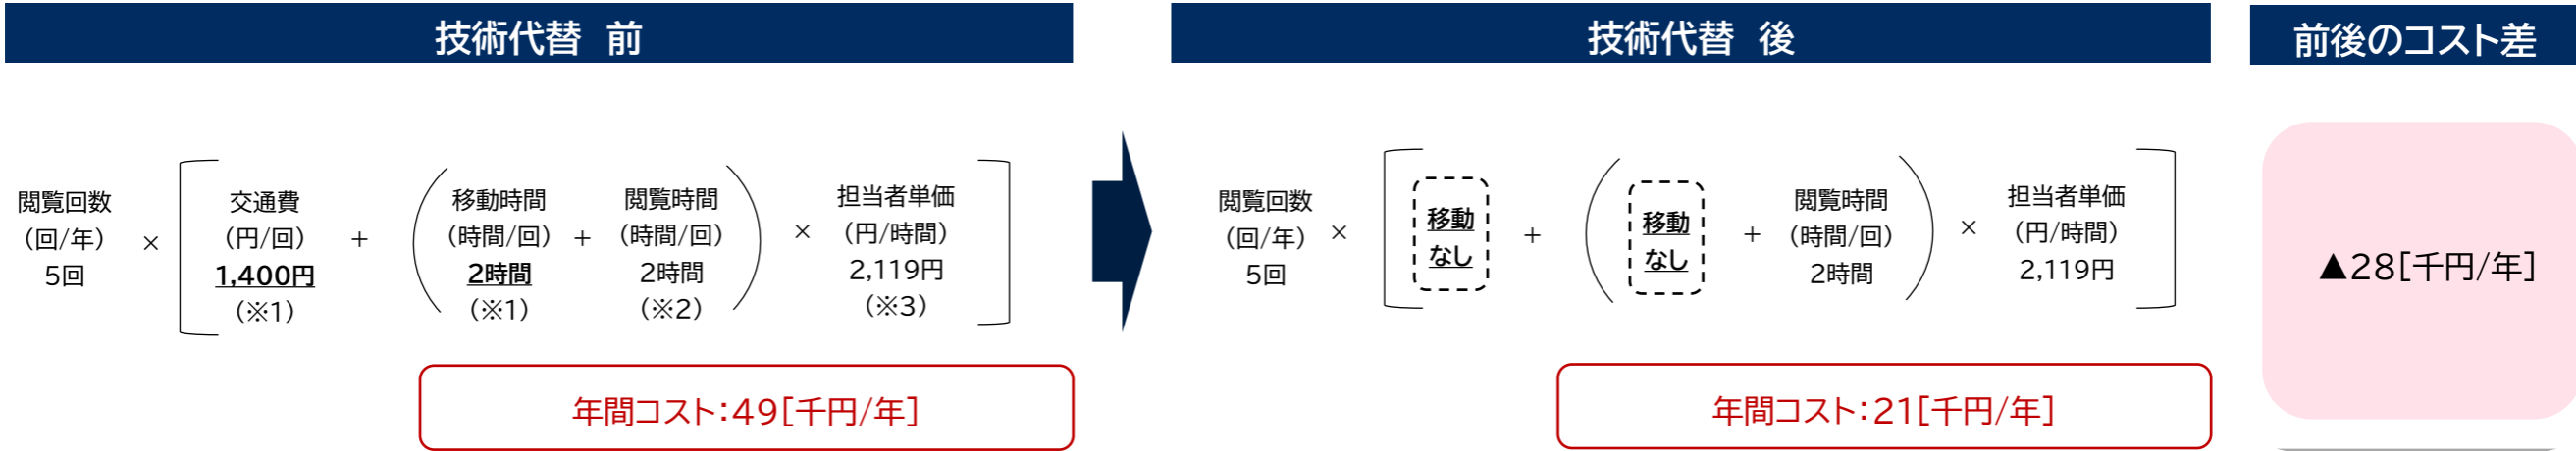 技術代替 前
閲覧回数
(回/年)
5回
×
交通費
(円/回)
1,400円
(※1)
+
移動時間
(時間/回)
2時間
(※1)
+
閲覧時間
(時間/回)
2時間
(※2)
×
担当者単価
(円/時間)
2,119円
(※3)
年間コスト：49[千円/年]
技術代替 後
閲覧回数
(回/年)
5回
×
移動
なし
+
移動
なし
+
閲覧時間
(時間/回)
2時間
×
担当者単価
(円/時間)
2,119円
年間コスト：21[千円/年]
前後のコスト差
▲28[千円/年]